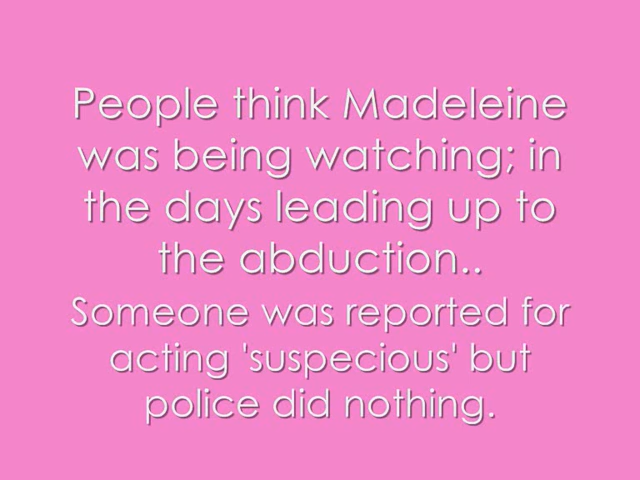 People think Madeleine
was being watching; in
the days leading up to
the abduction..
Someone was reported for
acting 'suspecious' but
police did nothing.